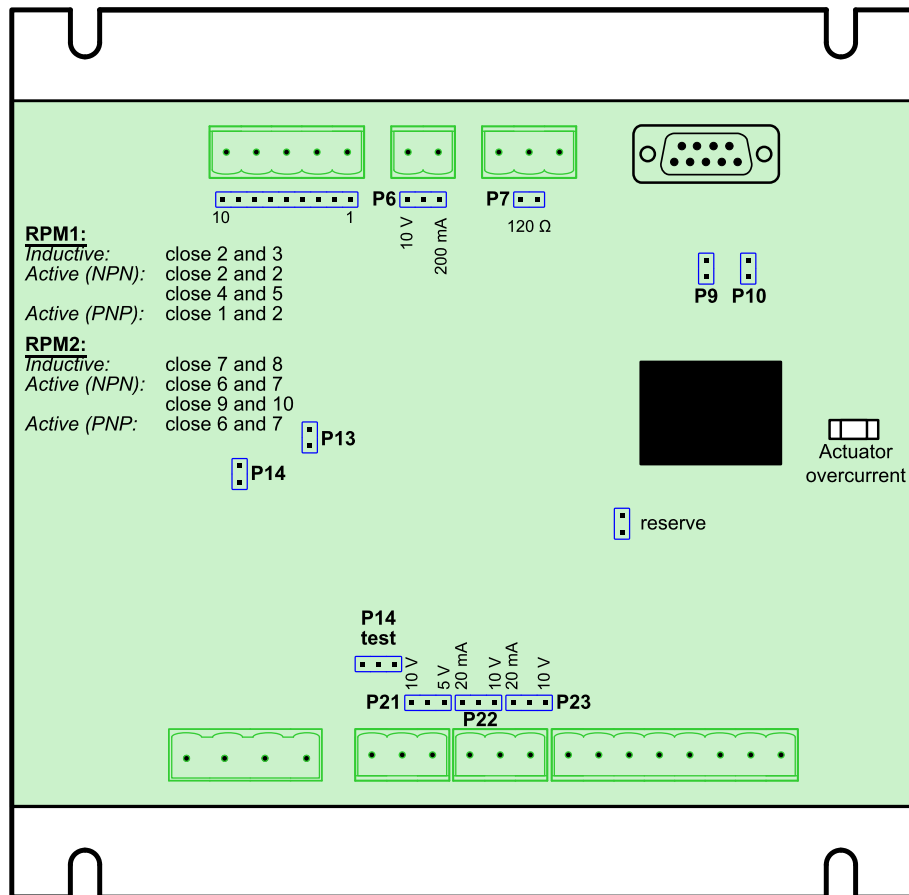 10
1
P6
10 V
200 mA
P7
120 Ω
RPM1:
Inductive: close 2 and 3
Active (NPN): close 2 and 2
close 4 and 5
Active (PNP): close 1 and 2
P9
P10
RPM2:
Inductive: close 7 and 8
Active (NPN): close 6 and 7
close 9 and 10
Active (PNP: close 6 and 7
P13
P14
Actuator
overcurrent
reserve
P14
test
P21
10 V
5 V
20 mA
10 V
P22
20 mA
10 V
P23